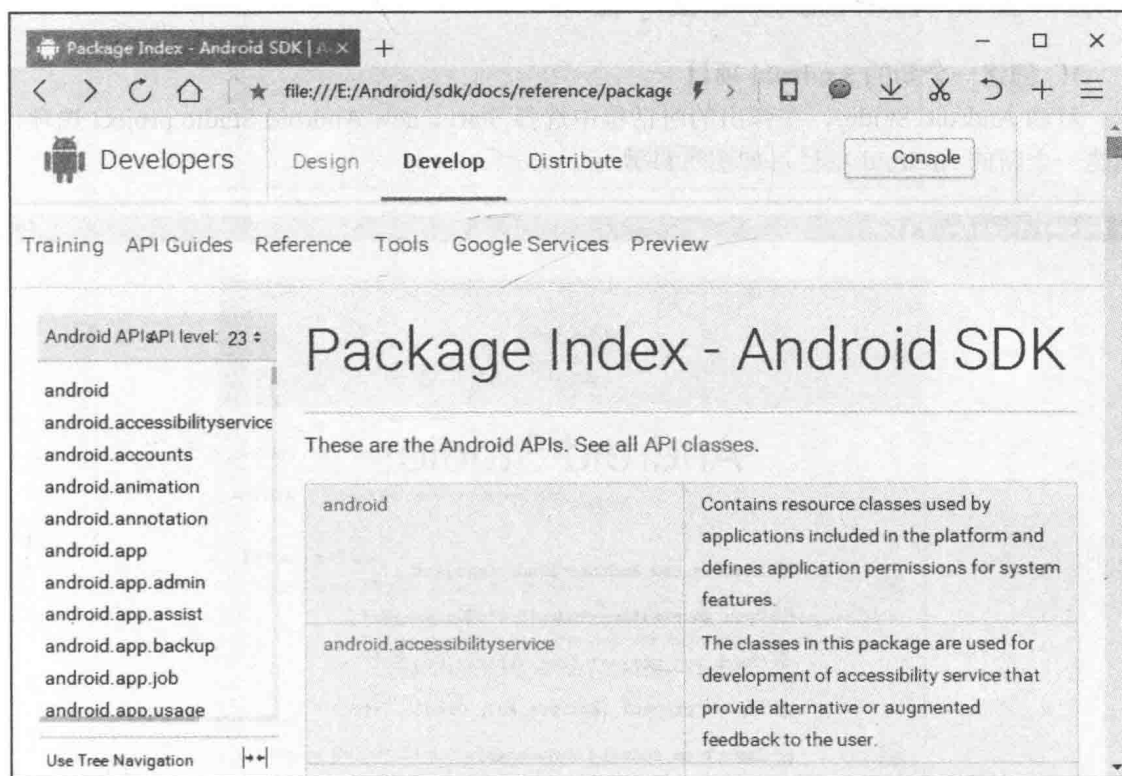 Package Index - Android SDK | A
file:///E:/Android/sdk/docs/reference/package
Developers
Design
Develop
Distribute
Console
Training API Guides Reference Tools Google Services Preview
Android APIs API level: 23
android
android.accessibilityservice
android.accounts
android.animation
android.annotation
android.app
android.app.admin
android.app.assist
android.app.backup
android.app.job
android.app.usage
Use Tree Navigation
Package Index - Android SDK
These are the Android APIs. See all API classes.
android
Contains resource classes used by
applications included in the platform and
defines application permissions for system
features.
android.accessibilityservice
The classes in this package are used for
development of accessibility service that
provide alternative or augmented
feedback to the user.